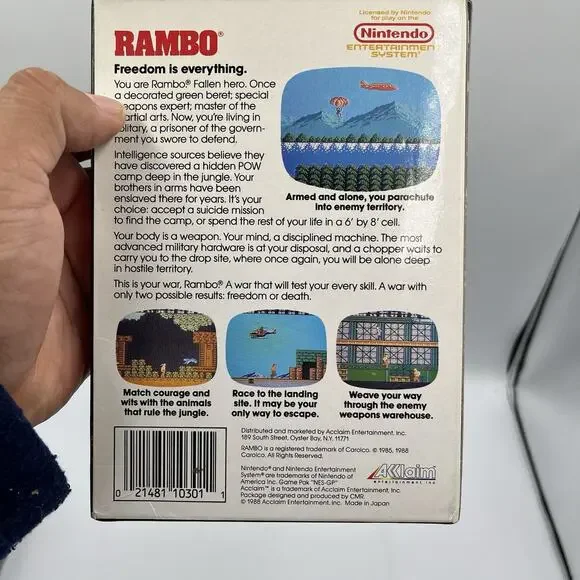 Licensed by Nintendo
for play on the
RAMBO®
Nintendo
ENTERTAINMENT
SYSTEM®
Freedom is everything.
You are Rambo® Fallen hero. Once
a decorated green beret; special
eapons expert; master of the
artial arts. Now, you're living in
olitary, a prisoner of the govern-
ment you swore to defend.
Intelligence sources believe they
have discovered a hidden POW
camp deep in the jungle. Your
brothers in arms have been
enslaved there for years. It's your
choice: accept a suicide mission
to find the camp, or spend the rest of your life in a 6' by 8' cell.
Armed and alone, you parachute
into enemy territory.
Your body is a weapon. Your mind, a disciplined machine. The most
advanced military hardware is at your disposal, and a chopper waits to
carry you to the drop site, where once again, you will be alone deep
in hostile territory.
This is your war, Rambo® A war that will test your every skill. A war with
only two possible results: freedom or death.
Match courage and
wits with the animals
that rule the jungle.
Race to the landing
site. It may be your
only way to escape.
Weave your way
through the enemy
weapons warehouse.
Distributed and marketed by Acclaim Entertainment, Inc.
189 South Street, Oyster Bay, N.Y. 11771
RAMBO is a registered trademark of Carolco. © 1985, 1988
Carolco. All Rights Reserved.
Nintendo® and Nintendo Entertainment
System® are trademarks of Nintendo of
America Inc. Game Pak "NES-GP"
Acclaim™ is a trademark of Acclaim Entertainment, Inc.
Package designed and produced by CMR.
© 1988 Acclaim Entertainment, Inc. Made in Japan
AKKlaim™
entertainment, inc.
0 21481 10301 1